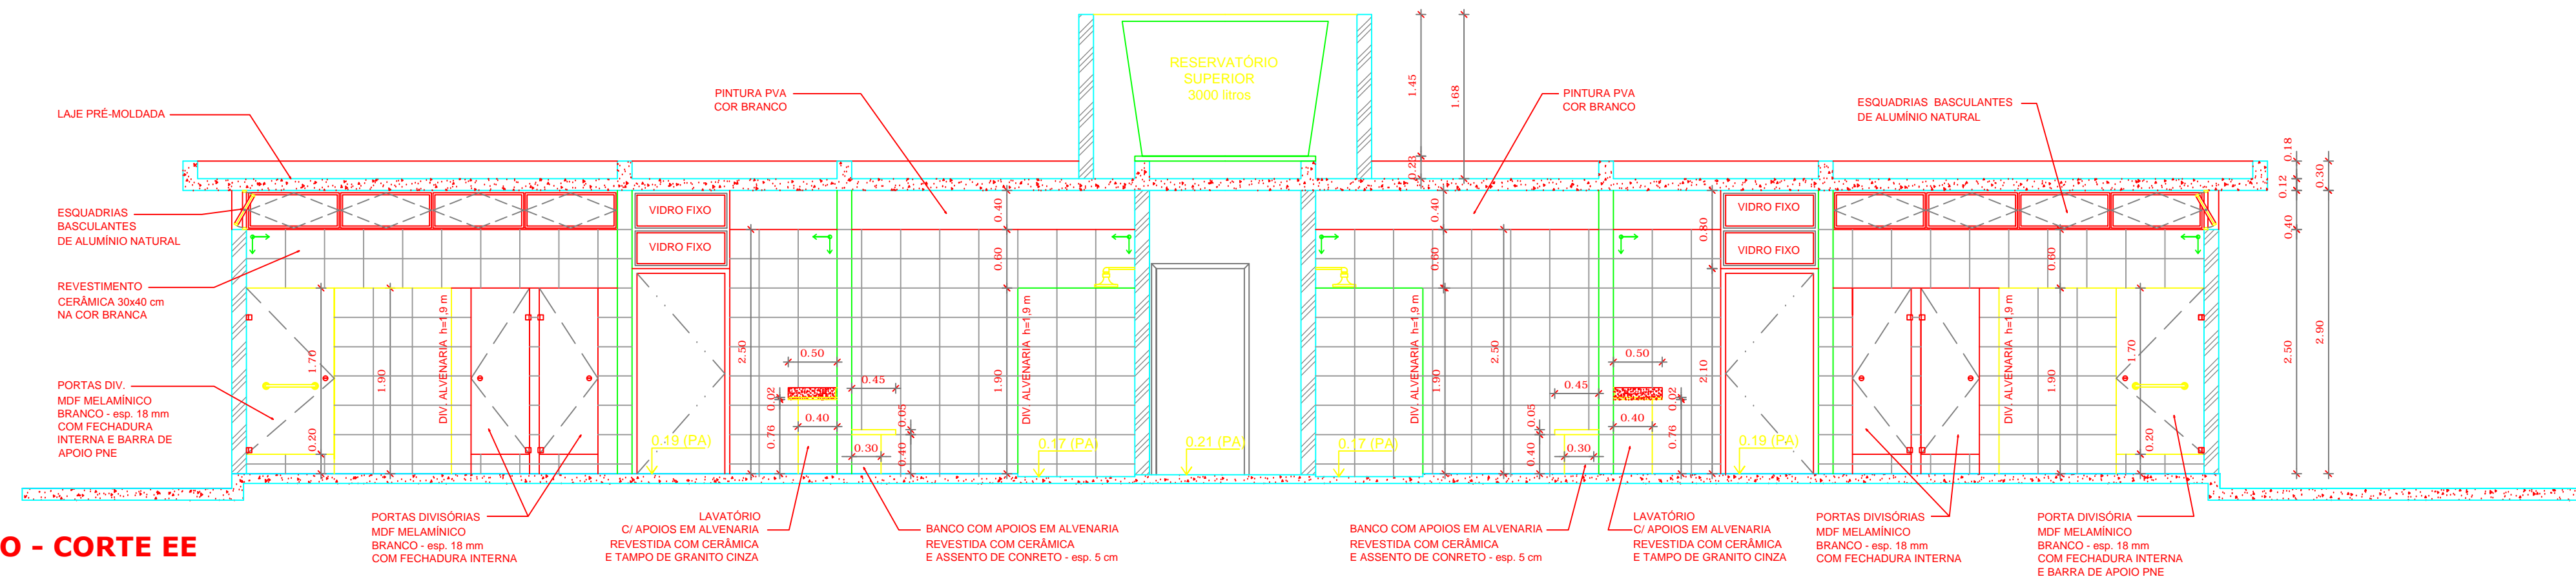 RESERVATÓRIO
SUPERIOR
3000 litros
1.45
1.68
0.23
LAJE PRÉ-MOLDADA
PINTURA PVA
COR BRANCO
PINTURA PVA
COR BRANCO
ESQUADRIAS BASCULANTES
DE ALUMÍNIO NATURAL
0.18
0.12
0.30
0.40
2.50
2.90
ESQUADRIAS
BASCULANTES
DE ALUMÍNIO NATURAL
REVESTIMENTO
CERÂMICA 30x40 cm
NA COR BRANCA
PORTAS DIV.
MDF MELAMÍNICO
BRANCO - esp. 18 mm
COM FECHADURA
INTERNA E BARRA DE
APOIO PNE
1.70
0.20
1.90
DIV. ALVENARIA h=1,9 m
VIDRO FIXO
VIDRO FIXO
0.19 (PA)
2.50
0.50
0.02
0.40
0.76
0.45
0.05
0.30
0.40
0.40
0.60
1.90
DIV. ALVENARIA h=1,9 m
0.17 (PA)
0.21 (PA)
0.17 (PA)
DIV. ALVENARIA h=1,9 m
0.40
0.60
1.90
2.50
0.45
0.05
0.30
0.40
0.50
0.02
0.40
0.76
0.80
2.10
VIDRO FIXO
VIDRO FIXO
0.19 (PA)
DIV. ALVENARIA h=1,9 m
0.60
1.90
1.70
0.20
O – CORTE EE
PORTAS DIVISÓRIAS
MDF MELAMÍNICO
BRANCO - esp. 18 mm
COM FECHADURA INTERNA
LAVATÓRIO
C/ APOIOS EM ALVENARIA
REVESTIDA COM CERÂMICA
E TAMPO DE GRANITO CINZA
BANCO COM APOIOS EM ALVENARIA
REVESTIDA COM CERÂMICA
E ASSENTO DE CONRETO - esp. 5 cm
BANCO COM APOIOS EM ALVENARIA
REVESTIDA COM CERÂMICA
E ASSENTO DE CONRETO - esp. 5 cm
LAVATÓRIO
C/ APOIOS EM ALVENARIA
REVESTIDA COM CERÂMICA
E TAMPO DE GRANITO CINZA
PORTAS DIVISÓRIAS
MDF MELAMÍNICO
BRANCO - esp. 18 mm
COM FECHADURA INTERNA
PORTA DIVISÓRIA
MDF MELAMÍNICO
BRANCO - esp. 18 mm
COM FECHADURA INTERNA
E BARRA DE APOIO PNE